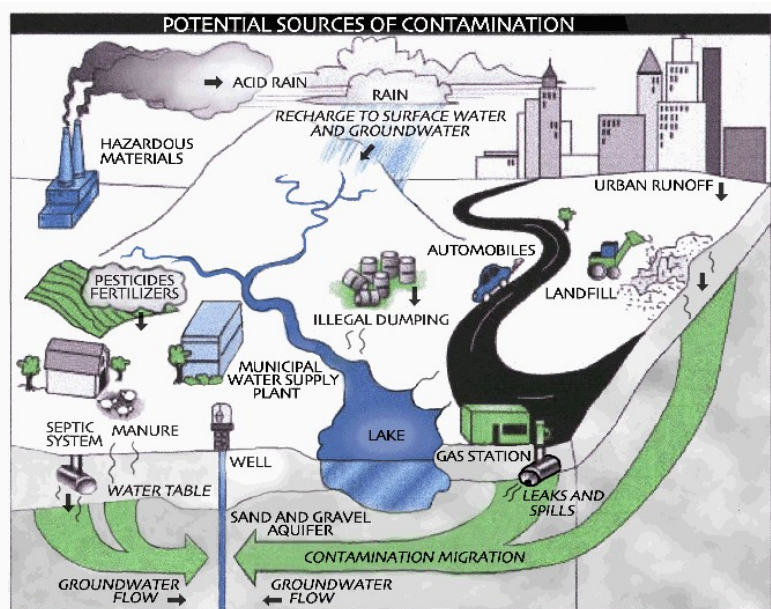 POTENTIAL SOURCES OF CONTAMINATION
ACID RAIN
RAIN
RECHARGE TO SURFACE WATER
AND GROUNDWATER
HAZARDOUS
MATERIALS
URBAN RUNOFF
AUTOMOBILES
PESTICIDES
FERTILIZERS
LANDFILL
ILLEGAL DUMPING
MUNICIPAL
WATER SUPPLY
PLANT
SEPTIC
SYSTEM
MANURE
LAKE
GAS STATION
WELL
WATER TABLE
LEAKS AND
SPILLS
SAND AND GRAVEL
AQUIFER
CONTAMINATION MIGRATION
GROUNDWATER
FLOW
GROUNDWATER
FLOW